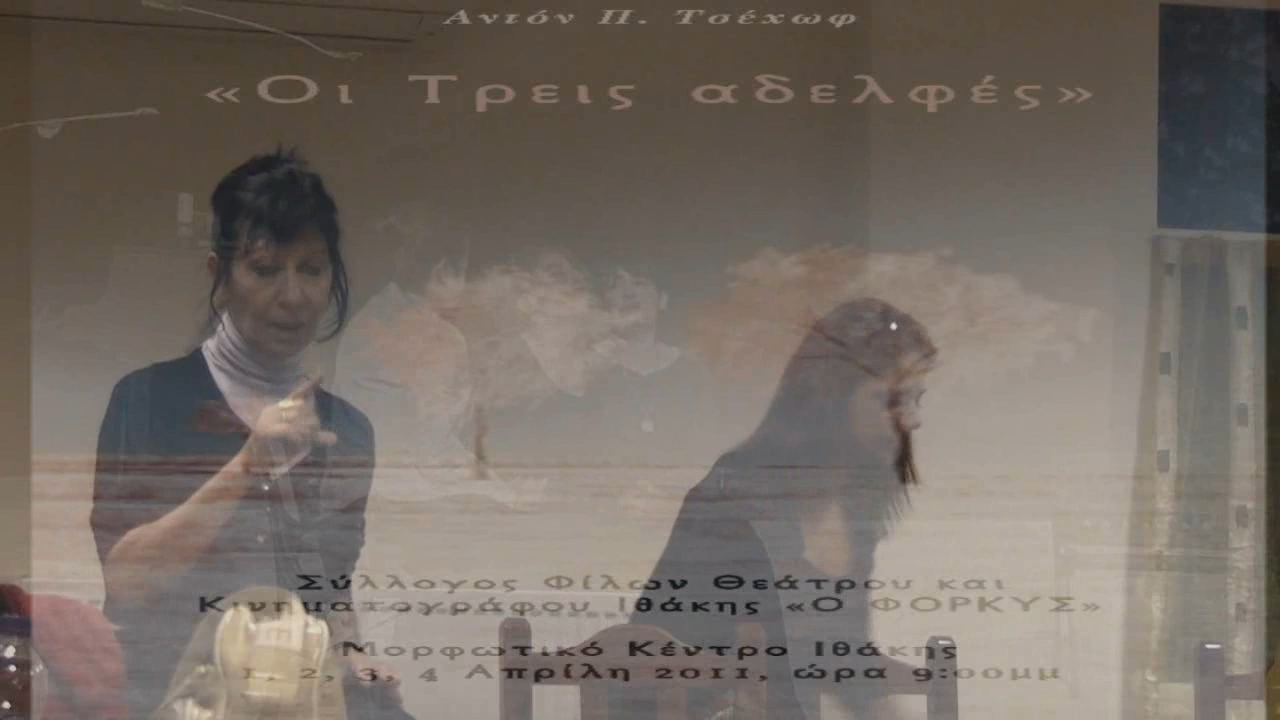 Αντόν Π. Τσέχωφ
«Οι Τρεις αδελφές»
Σύλλογος Φίλων Θεάτρου και
Κινηματογράφου Ιθάκης «Ο ΦΟΡΚΥΣ»
Μορφωτικό Κέντρο Ιθάκης
1, 2, 3, 4 Απρίλη 2011, ώρα 9:00μμ